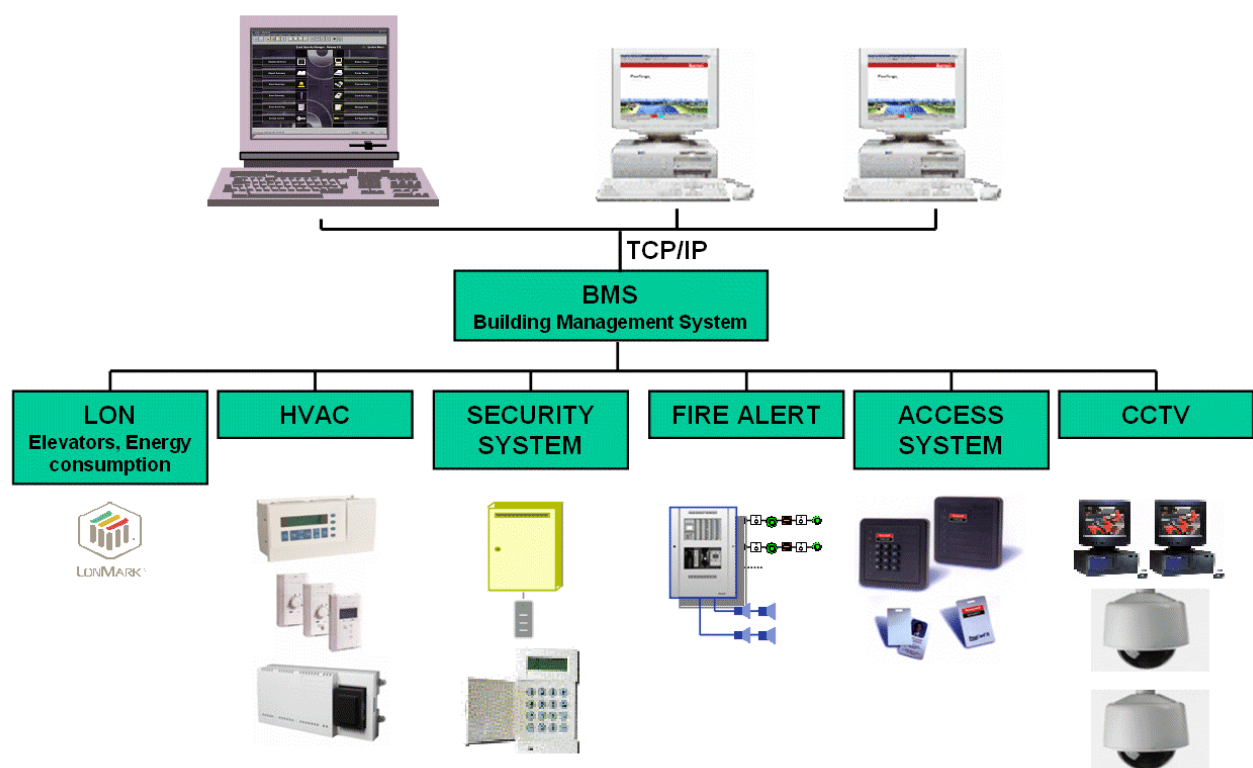 TCP/IP
BMS
Building Management System
LON
Elevators, Energy
consumption
HVAC
SECURITY
SYSTEM
FIRE ALERT
ACCESS
SYSTEM
CCTV
LONMARK